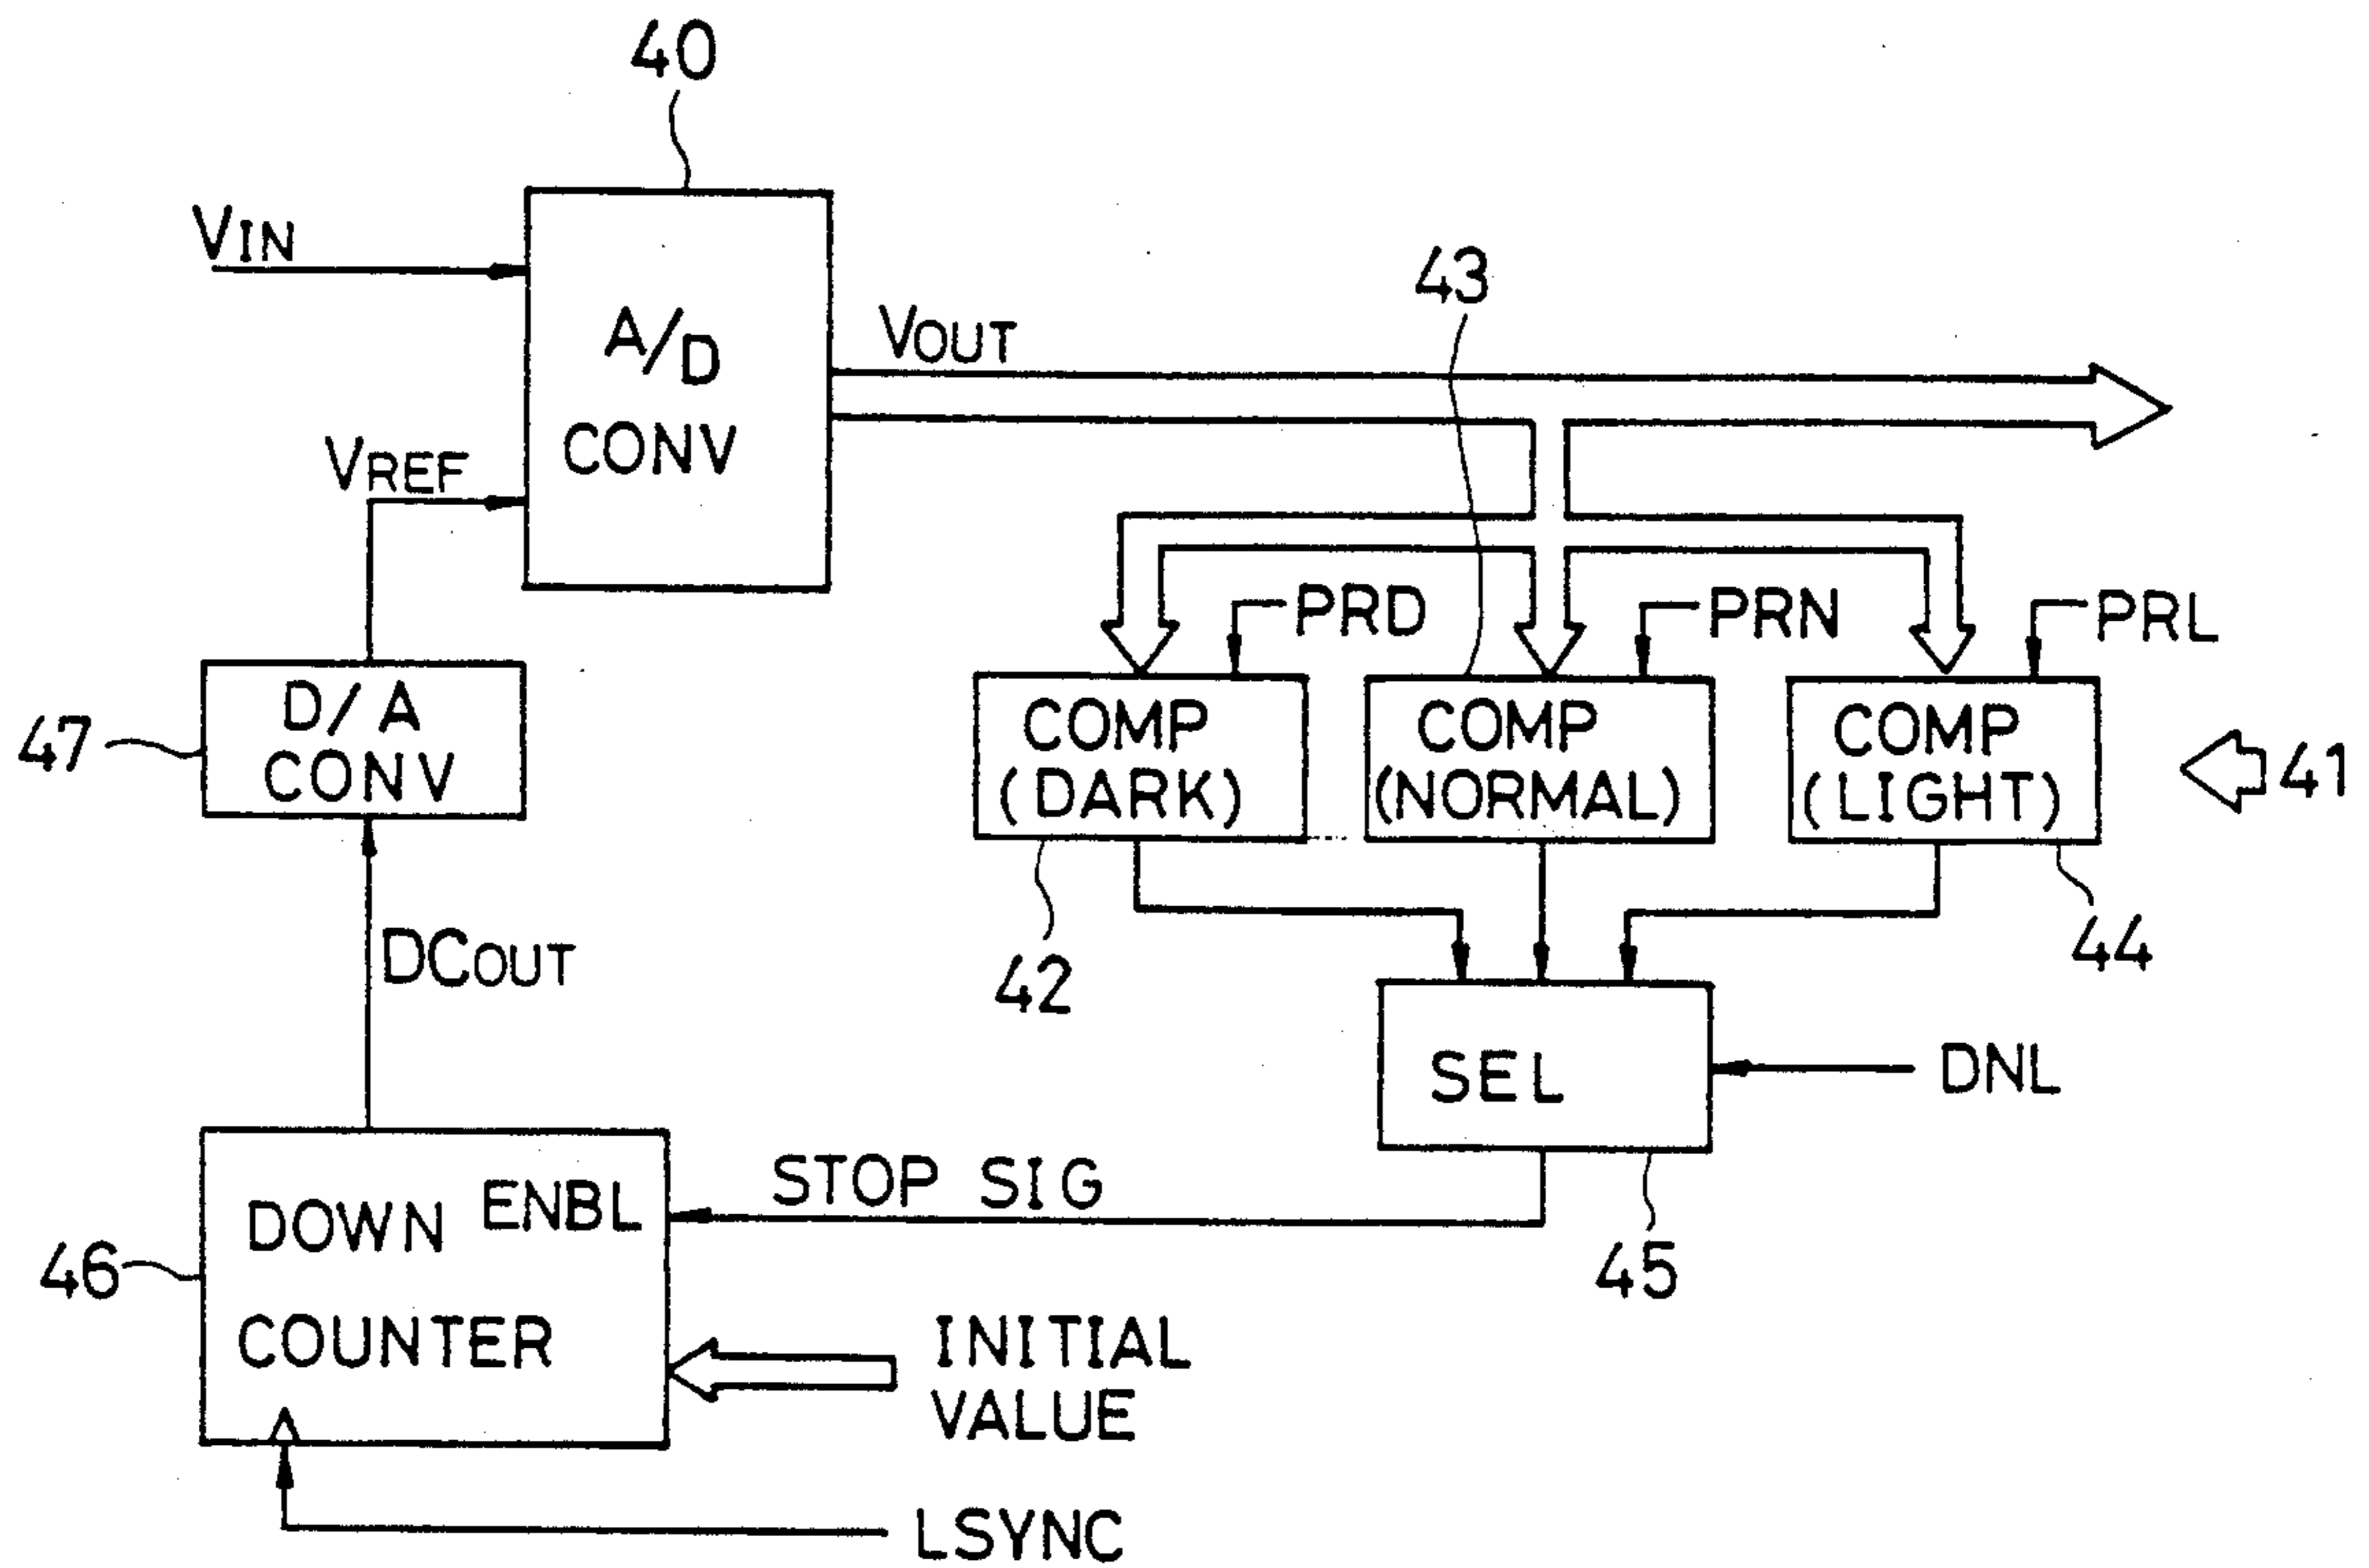 40
VIN
A/D
CONV
VOUT
43
VREF
PRD
PRN
PRL
D/A
CONV
47
COMP
(DARK)
COMP
(NORMAL)
COMP
(LIGHT)
41
42
44
DCOUT
SEL
DNL
STOP SIG
45
DOWN
COUNTER
ENBL
46
INITIAL
VALUE
LSYNC